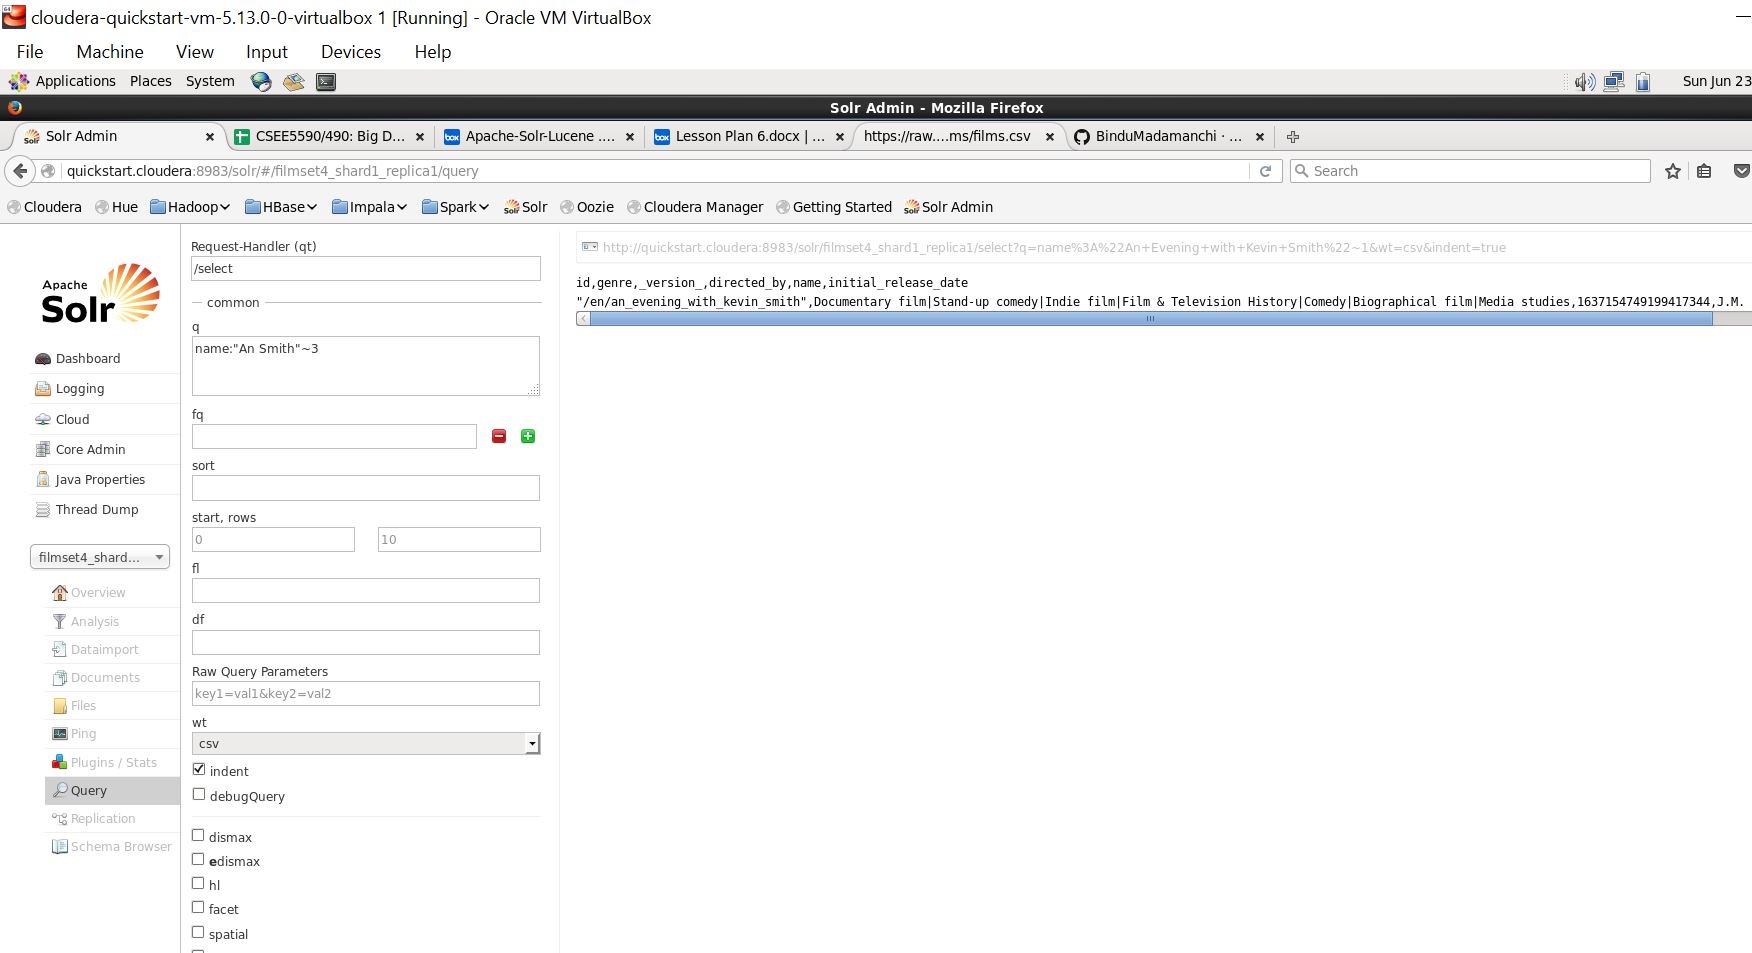 cloudera-quickstart-vm-5.13.0-0-virtualbox 1 [Running] - Oracle VM VirtualBox
File Machine View Input Devices Help
Applications Places System Sun Jun 23
Solr Admin - Mozilla Firefox
Solr Admin CSEE5590/490: Big D... Apache-Solr-Lucene .... Lesson Plan 6.docx | ... https://raw....ms/films.csv BinduMadamanchi · ...
quickstart.cloudera:8983/solr/#/filmset4_shard1_replica1/query Search
Cloudera Hue Hadoop HBase Impala Spark Solr Oozie Cloudera Manager Getting Started Solr Admin
Apache
Solr
Dashboard
Logging
Cloud
Core Admin
Java Properties
Thread Dump
filmset4_shard...
Overview
Analysis
Dataimport
Documents
Files
Ping
Plugins / Stats
Query
Replication
Schema Browser
Request-Handler (qt)
/select
common
q
name:"An Smith"~3
fq
sort
start, rows
0 10
fl
df
Raw Query Parameters
key1=val1&key2=val2
wt
csv
indent
debugQuery
dismax
edismax
hl
facet
spatial
http://quickstart.cloudera:8983/solr/filmset4_shard1_replica1/select?q=name%3A%22An+Evening+with+Kevin+Smith%22~1&wt=csv&indent=true
id,genre,_version_,directed_by,name,initial_release_date
"/en/an_evening_with_kevin_smith",Documentary film|Stand-up comedy|Indie film|Film & Television History|Comedy|Biographical film|Media studies,1637154749199417344,J.M.